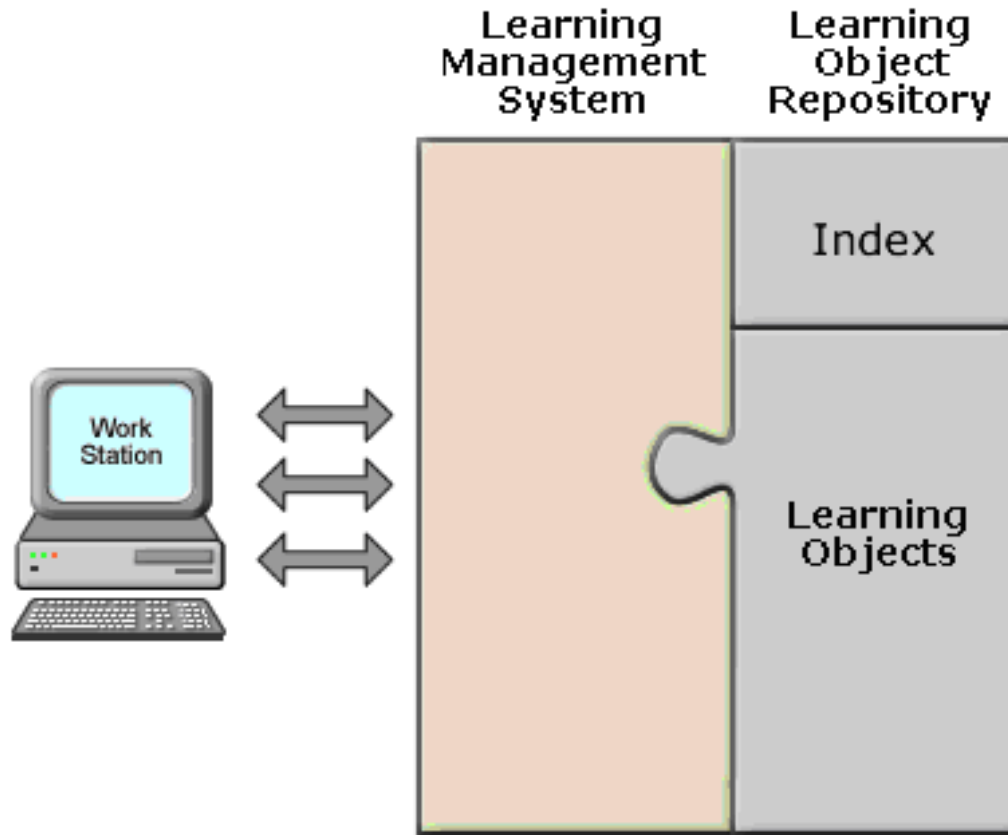 Learning
Management
System
Learning
Object
Repository
Index
Work
Station
Learning
Objects